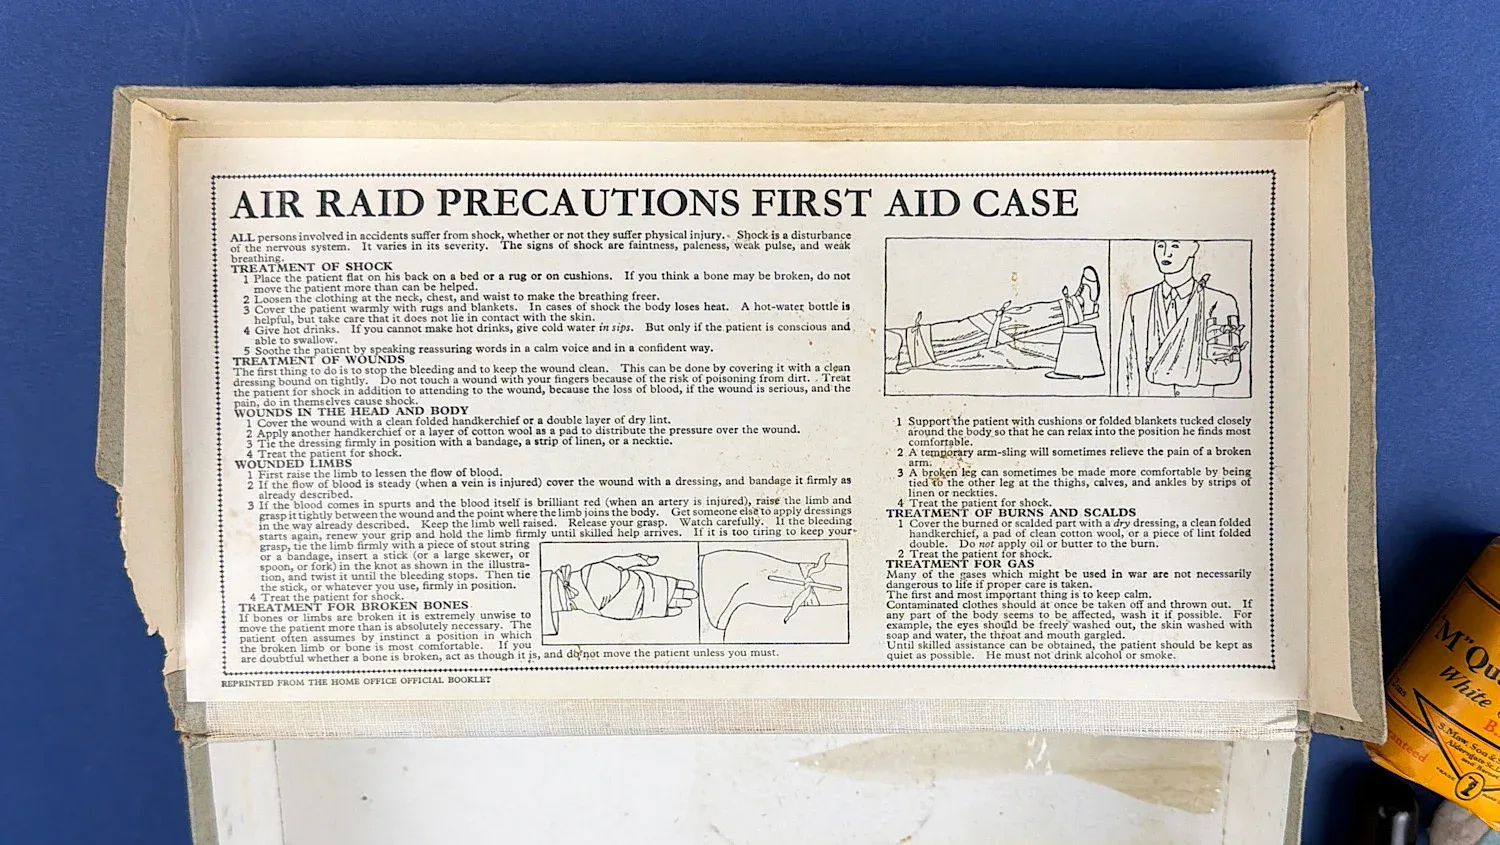 AIR RAID PRECAUTIONS FIRST AID CASE
ALL persons involved in accidents suffer from shock, whether or not they suffer physical injury. Shock is a disturbance
of the nervous system. It varies in its severity. The signs of shock are faintness, paleness, weak pulse, and weak
breathing.
TREATMENT OF SHOCK
1 Place the patient flat on his back on a bed or a rug or on cushions. If you think a bone may be broken, do not
move the patient more than can be helped.
2 Loosen the clothing at the neck, chest, and waist to make the breathing freer.
3 Cover the patient warmly with rugs and blankets. In cases of shock the body loses heat. A hot-water bottle is
helpful, but take care that it does not lie in contact with the skin.
4 Give hot drinks. If you cannot make hot drinks, give cold water in sips. But only if the patient is conscious and
able to swallow.
5 Soothe the patient by speaking reassuring words in a calm voice and in a confident way.
TREATMENT OF WOUNDS
The first thing to do is to stop the bleeding and to keep the wound clean. This can be done by covering it with a clean
dressing bound on tightly. Do not touch a wound with your fingers because of the risk of poisoning from dirt. Treat
the patient for shock in addition to attending to the wound, because the loss of blood, if the wound is serious, and the
pain, do in themselves cause shock.
WOUNDS IN THE HEAD AND BODY
1 Cover the wound with a clean folded handkerchief or a double layer of dry lint.
2 Apply another handkerchief or a layer of cotton wool as a pad to distribute the pressure over the wound.
3 Tie the dressing firmly in position with a bandage, a strip of linen, or a necktie.
4 Treat the patient for shock.
WOUNDED LIMBS
1 First raise the limb to lessen the flow of blood.
2 If the flow of blood is steady (when a vein is injured) cover the wound with a dressing, and bandage it firmly as
already described.
3 If the blood comes in spurts and the blood itself is brilliant red (when an artery is injured), raise the limb and
grasp it tightly between the wound and the point where the limb joins the body. Get someone else to apply dressings
in the way already described. Keep the limb well raised. Release your grasp. Watch carefully. If the bleeding
starts again, renew your grip and hold the limb firmly until skilled help arrives. If it is too tiring to keep your
grasp, tie the limb firmly with a piece of stout string
or a bandage, insert a stick (or a large skewer, or
spoon, or fork) in the knot as shown in the illustra-
tion, and twist it until the bleeding stops. Then tie
the stick, or whatever you use, firmly in position.
4 Treat the patient for shock.
TREATMENT FOR BROKEN BONES
If bones or limbs are broken it is extremely unwise to
move the patient more than is absolutely necessary. The
patient often assumes by instinct a position in which
the broken limb or bone is most comfortable. If you
are doubtful whether a bone is broken, act as though it is, and do not move the patient unless you must.
1 Support the patient with cushions or folded blankets tucked closely
around the body so that he can relax into the position he finds most
comfortable.
2 A temporary arm-sling will sometimes relieve the pain of a broken
arm.
3 A broken leg can sometimes be made more comfortable by being
tied to the other leg at the thighs, calves, and ankles by strips of
linen or neckties.
4 Treat the patient for shock.
TREATMENT OF BURNS AND SCALDS
1 Cover the burned or scalded part with a dry dressing, a clean folded
handkerchief, a pad of clean cotton wool, or a piece of lint folded
double. Do not apply oil or butter to the burn.
2 Treat the patient for shock.
TREATMENT FOR GAS
Many of the gases which might be used in war are not necessarily
dangerous to life if proper care is taken.
The first and most important thing is to keep calm.
Contaminated clothes should at once be taken off and thrown out. If
any part of the body seems to be affected, wash it if possible. For
example, the eyes should be freely washed out, the skin washed with
soap and water, the throat and mouth gargled.
Until skilled assistance can be obtained, the patient should be kept as
quiet as possible. He must not drink alcohol or smoke.
REPRINTED FROM THE HOME OFFICE OFFICIAL BOOKLET
"M" Qu
White
B.
S. Maw, Son &
Aldersgate St.